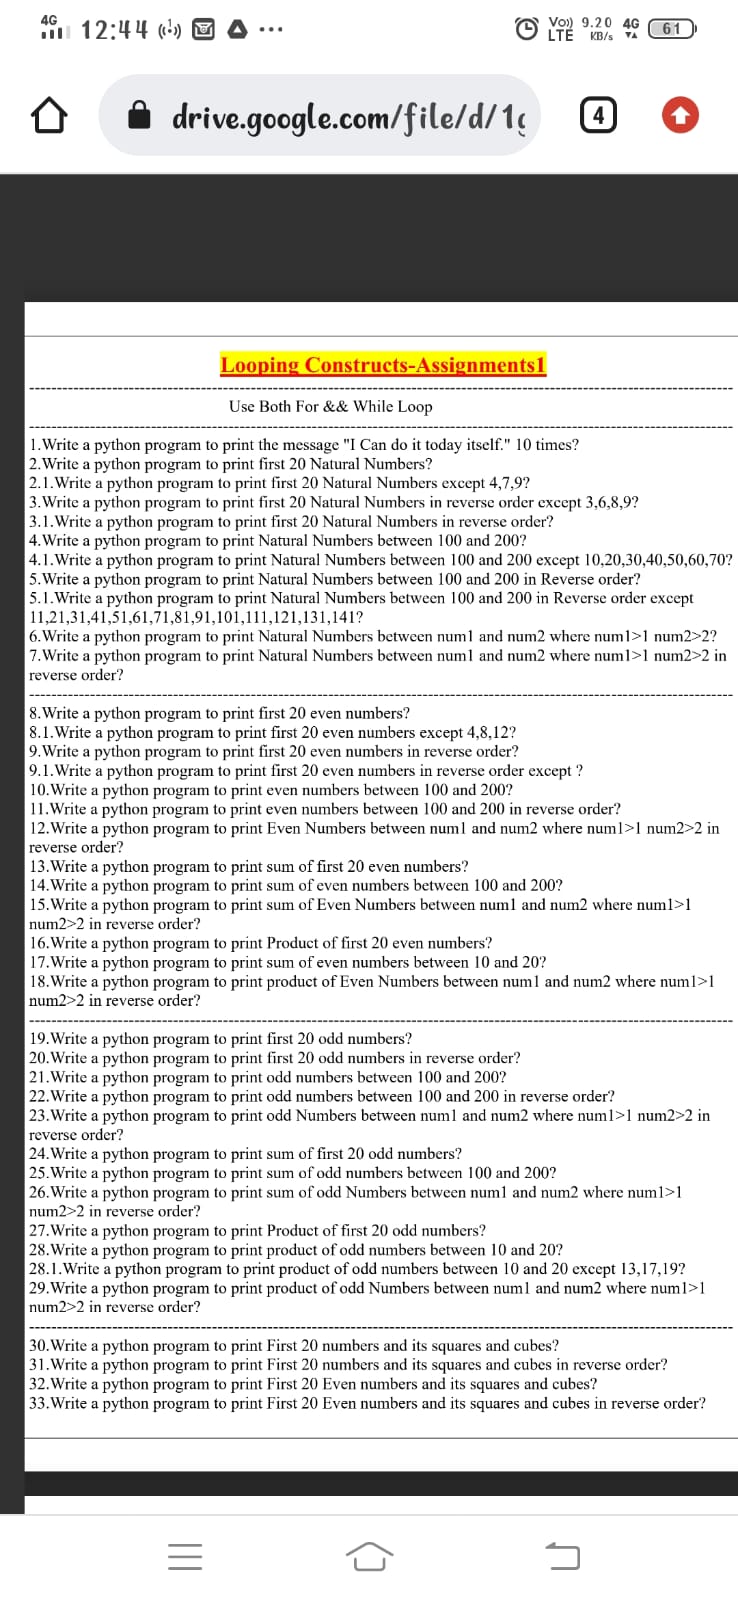 4G 12:44 ... Vo)) LTE 9.20 KB/s 4G 61
drive.google.com/file/d/1 4
Looping Constructs-Assignments1
Use Both For && While Loop
1.Write a python program to print the message "I Can do it today itself." 10 times?
2.Write a python program to print first 20 Natural Numbers?
2.1.Write a python program to print first 20 Natural Numbers except 4,7,9?
3.Write a python program to print first 20 Natural Numbers in reverse order except 3,6,8,9?
3.1.Write a python program to print first 20 Natural Numbers in reverse order?
4.Write a python program to print Natural Numbers between 100 and 200?
4.1.Write a python program to print Natural Numbers between 100 and 200 except 10,20,30,40,50,60,70?
5.Write a python program to print Natural Numbers between 100 and 200 in Reverse order?
5.1.Write a python program to print Natural Numbers between 100 and 200 in Reverse order except
11,21,31,41,51,61,71,81,91,101,111,121,131,141?
6.Write a python program to print Natural Numbers between num1 and num2 where num1>1 num2>2?
7.Write a python program to print Natural Numbers between num1 and num2 where num1>1 num2>2 in
reverse order?
8.Write a python program to print first 20 even numbers?
8.1.Write a python program to print first 20 even numbers except 4,8,12?
9.Write a python program to print first 20 even numbers in reverse order?
9.1.Write a python program to print first 20 even numbers in reverse order except ?
10.Write a python program to print even numbers between 100 and 200?
11.Write a python program to print even numbers between 100 and 200 in reverse order?
12.Write a python program to print Even Numbers between num1 and num2 where num1>1 num2>2 in
reverse order?
13.Write a python program to print sum of first 20 even numbers?
14.Write a python program to print sum of even numbers between 100 and 200?
15.Write a python program to print sum of Even Numbers between num1 and num2 where num1>1
num2>2 in reverse order?
16.Write a python program to print Product of first 20 even numbers?
17.Write a python program to print sum of even numbers between 10 and 20?
18.Write a python program to print product of Even Numbers between num1 and num2 where num1>1
num2>2 in reverse order?
19.Write a python program to print first 20 odd numbers?
20.Write a python program to print first 20 odd numbers in reverse order?
21.Write a python program to print odd numbers between 100 and 200?
22.Write a python program to print odd numbers between 100 and 200 in reverse order?
23.Write a python program to print odd Numbers between num1 and num2 where num1>1 num2>2 in
reverse order?
24.Write a python program to print sum of first 20 odd numbers?
25.Write a python program to print sum of odd numbers between 100 and 200?
26.Write a python program to print sum of odd Numbers between num1 and num2 where num1>1
num2>2 in reverse order?
27.Write a python program to print Product of first 20 odd numbers?
28.Write a python program to print product of odd numbers between 10 and 20?
28.1.Write a python program to print product of odd numbers between 10 and 20 except 13,17,19?
29.Write a python program to print product of odd Numbers between num1 and num2 where num1>1
num2>2 in reverse order?
30.Write a python program to print First 20 numbers and its squares and cubes?
31.Write a python program to print First 20 numbers and its squares and cubes in reverse order?
32.Write a python program to print First 20 Even numbers and its squares and cubes?
33.Write a python program to print First 20 Even numbers and its squares and cubes in reverse order?